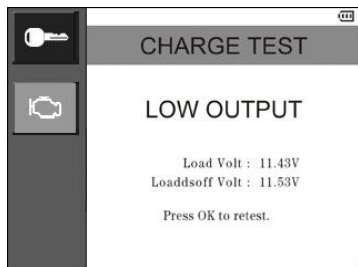 CHARGE TEST
LOW OUTPUT
Load Volt : 11.43V
Loaddsoff Volt : 11.53V
Press OK to retest.